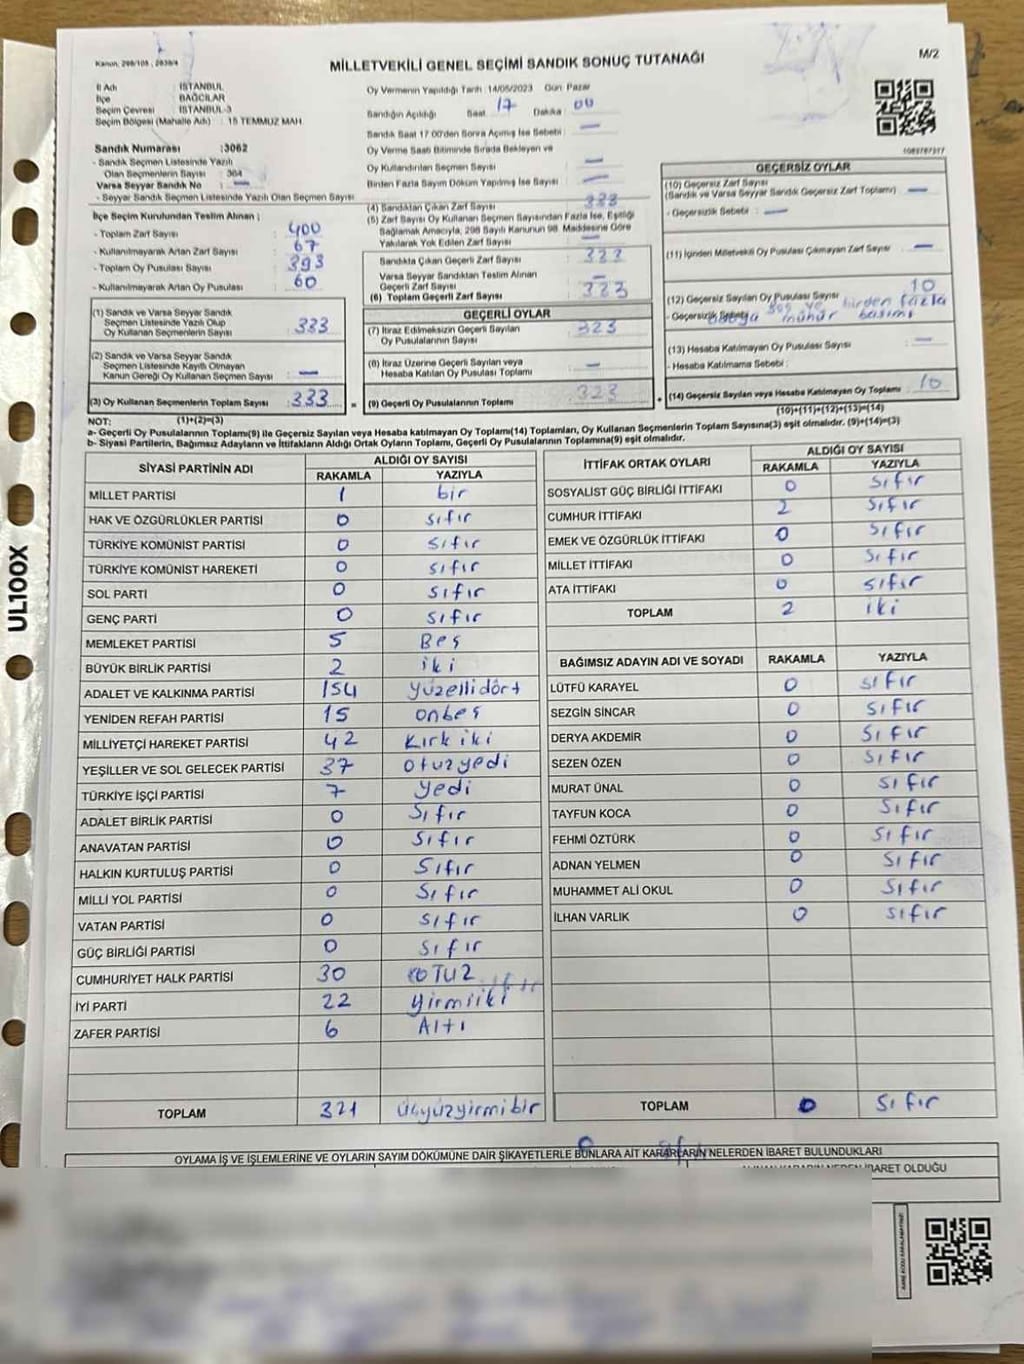 Kanun: 298/105 , 2839/4
M/2
MİLLETVEKİLİ GENEL SEÇİMİ SANDIK SONUÇ TUTANAĞI
İl Adı : İSTANBUL
İlçe : BAĞCILAR
Seçim Çevresi : İSTANBUL-3
Seçim Bölgesi (Mahalle Adı) : 15 TEMMUZ MAH.
Sandık Numarası :3062
- Sandık Seçmen Listesinde Yazılı
Olan Seçmenlerin Sayısı : 364
Varsa Seyyar Sandık No : —
- Seyyar Sandık Seçmen Listesinde Yazılı Olan Seçmen Sayısı
İlçe Seçim Kurulundan Teslim Alınan ;
- Toplam Zarf Sayısı : 400
- Kullanılmayarak Artan Zarf Sayısı : 67
- Toplam Oy Pusulası Sayısı : 393
- Kullanılmayarak Artan Oy Pusulası : 60
Oy Vermenin Yapıldığı Tarih :14/05/2023 Gün Pazar
Sandığın Açıldığı Saat 17 Dakika 00
Sandık Saat 17:00'den Sonra Açılmış İse Sebebi : —
Oy Verme Saati Bitiminde Sırada Bekleyen ve
Oy Kullandırılan Seçmen Sayısı : —
Birden Fazla Sayım Döküm Yapılmış İse Sayısı : —
(4) Sandıktan Çıkan Zarf Sayısı : 333
(5) Zarf Sayısı Oy Kullanan Seçmen Sayısından Fazla İse, Eşitliği
Sağlamak Amacıyla, 298 Sayılı Kanunun 98. Maddesine Göre
Yakılarak Yok Edilen Zarf Sayısı : —
Sandıkta Çıkan Geçerli Zarf Sayısı :
Varsa Seyyar Sandıktan Teslim Alınan
Geçerli Zarf Sayısı : —
(6) Toplam Geçerli Zarf Sayısı :
GEÇERSİZ OYLAR
(10) Geçersiz Zarf Sayısı
(Sandık ve Varsa Seyyar Sandık Geçersiz Zarf Toplamı) : —
- Geçersizlik Sebebi : —
(11) İçinden Milletvekili Oy Pusulası Çıkmayan Zarf Sayısı : —
(12) Geçersiz Sayılan Oy Pusulası Sayısı : 10
- Geçersizlik Sebebi : boş ve birden fazla
mühür basımı
(13) Hesaba Katılmayan Oy Pusulası Sayısı : —
- Hesaba Katılmama Sebebi :
(14) Geçersiz Sayılan veya Hesaba Katılmayan Oy Toplamı : 10
(10)+(11)+(12)+(13)=(14)
(1) Sandık ve Varsa Seyyar Sandık
Seçmen Listesinde Yazılı Olup
Oy Kullanan Seçmenlerin Sayısı : 333
(2) Sandık ve Varsa Seyyar Sandık
Seçmen Listesinde Kayıtlı Olmayan
Kanun Gereği Oy Kullanan Seçmen Sayısı : —
(3) Oy Kullanan Seçmenlerin Toplam Sayısı : 333
(1)+(2)=(3)
GEÇERLİ OYLAR
(7) İtiraz Edilmeksizin Geçerli Sayılan
Oy Pusulasının Sayısı : 323
(8) İtiraz Üzerine Geçerli Sayılan veya
Hesaba Katılan Oy Pusulası Toplamı : —
(9) Geçerli Oy Pusulalarının Toplamı : 323
NOT:
a- Geçerli Oy Pusulalarının Toplamı(9) ile Geçersiz Sayılan veya Hesaba katılmayan Oy Toplamı(14) Toplamları, Oy Kullanan Seçmenlerin Toplam Sayısına(3) eşit olmalıdır. (9)+(14)=(3)
b- Siyasi Partilerin, Bağımsız Adayların ve İttifakların Aldığı Ortak Oyların Toplamı, Geçerli Oy Pusulalarının Toplamına(9) eşit olmalıdır.
SİYASİ PARTİNİN ADI ALDIĞI OY SAYISI
RAKAMLA YAZIYLA
MİLLET PARTİSİ 1 bir
HAK VE ÖZGÜRLÜKLER PARTİSİ 0 sıfır
TÜRKİYE KOMÜNİST PARTİSİ 0 sıfır
TÜRKİYE KOMÜNİST HAREKETİ 0 sıfır
SOL PARTİ 0 sıfır
GENÇ PARTİ 0 sıfır
MEMLEKET PARTİSİ 5 Beş
BÜYÜK BİRLİK PARTİSİ 2 iki
ADALET VE KALKINMA PARTİSİ 154 yüzellidört
YENİDEN REFAH PARTİSİ 15 onbeş
MİLLİYETÇİ HAREKET PARTİSİ 42 Kırkiki
YEŞİLLER VE SOL GELECEK PARTİSİ 37 otuzyedi
TÜRKİYE İŞÇİ PARTİSİ 7 yedi
ADALET BİRLİK PARTİSİ 0 Sıfır
ANAVATAN PARTİSİ 0 Sıfır
HALKIN KURTULUŞ PARTİSİ 0 Sıfır
MİLLİ YOL PARTİSİ 0 Sıfır
VATAN PARTİSİ 0 sıfır
GÜÇ BİRLİĞİ PARTİSİ 0 sıfır
CUMHURİYET HALK PARTİSİ 30 OTUZ
İYİ PARTİ 22 yirmiiki
ZAFER PARTİSİ 6 Altı
TOPLAM 321 üçyüzyirmibir
İTTİFAK ORTAK OYLARI ALDIĞI OY SAYISI
RAKAMLA YAZIYLA
SOSYALİST GÜÇ BİRLİĞİ İTTİFAKI 0 sıfır
CUMHUR İTTİFAKI 2 sıfır
EMEK VE ÖZGÜRLÜK İTTİFAKI 0 sıfır
MİLLET İTTİFAKI 0 sıfır
ATA İTTİFAKI 0 sıfır
TOPLAM 2 iki
BAĞIMSIZ ADAYIN ADI VE SOYADI RAKAMLA YAZIYLA
LÜTFÜ KARAYEL 0 sıfır
SEZGİN SİNCAR 0 sıfır
DERYA AKDEMİR 0 sıfır
SEZEN ÖZEN 0 sıfır
MURAT ÜNAL 0 sıfır
TAYFUN KOCA 0 sıfır
FEHMİ ÖZTÜRK 0 sıfır
ADNAN YELMEN 0 sıfır
MUHAMMET ALİ OKUL 0 sıfır
İLHAN VARLIK 0 sıfır
TOPLAM 0 sıfır
OYLAMA İŞ VE İŞLEMLERİNE VE OYLARIN SAYIM DÖKÜMÜNE DAİR ŞİKAYETLERLE BUNLARA AİT KARARLARIN NELERDEN İBARET BULUNDUKLARI
İBARET OLDUĞU
UL100X